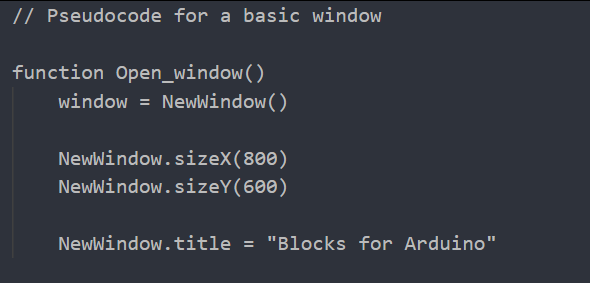 // Pseudocode for a basic window
function Open_window()
window = NewWindow()
NewWindow.sizeX(800)
NewWindow.sizeY(600)
NewWindow.title = "Blocks for Arduino"